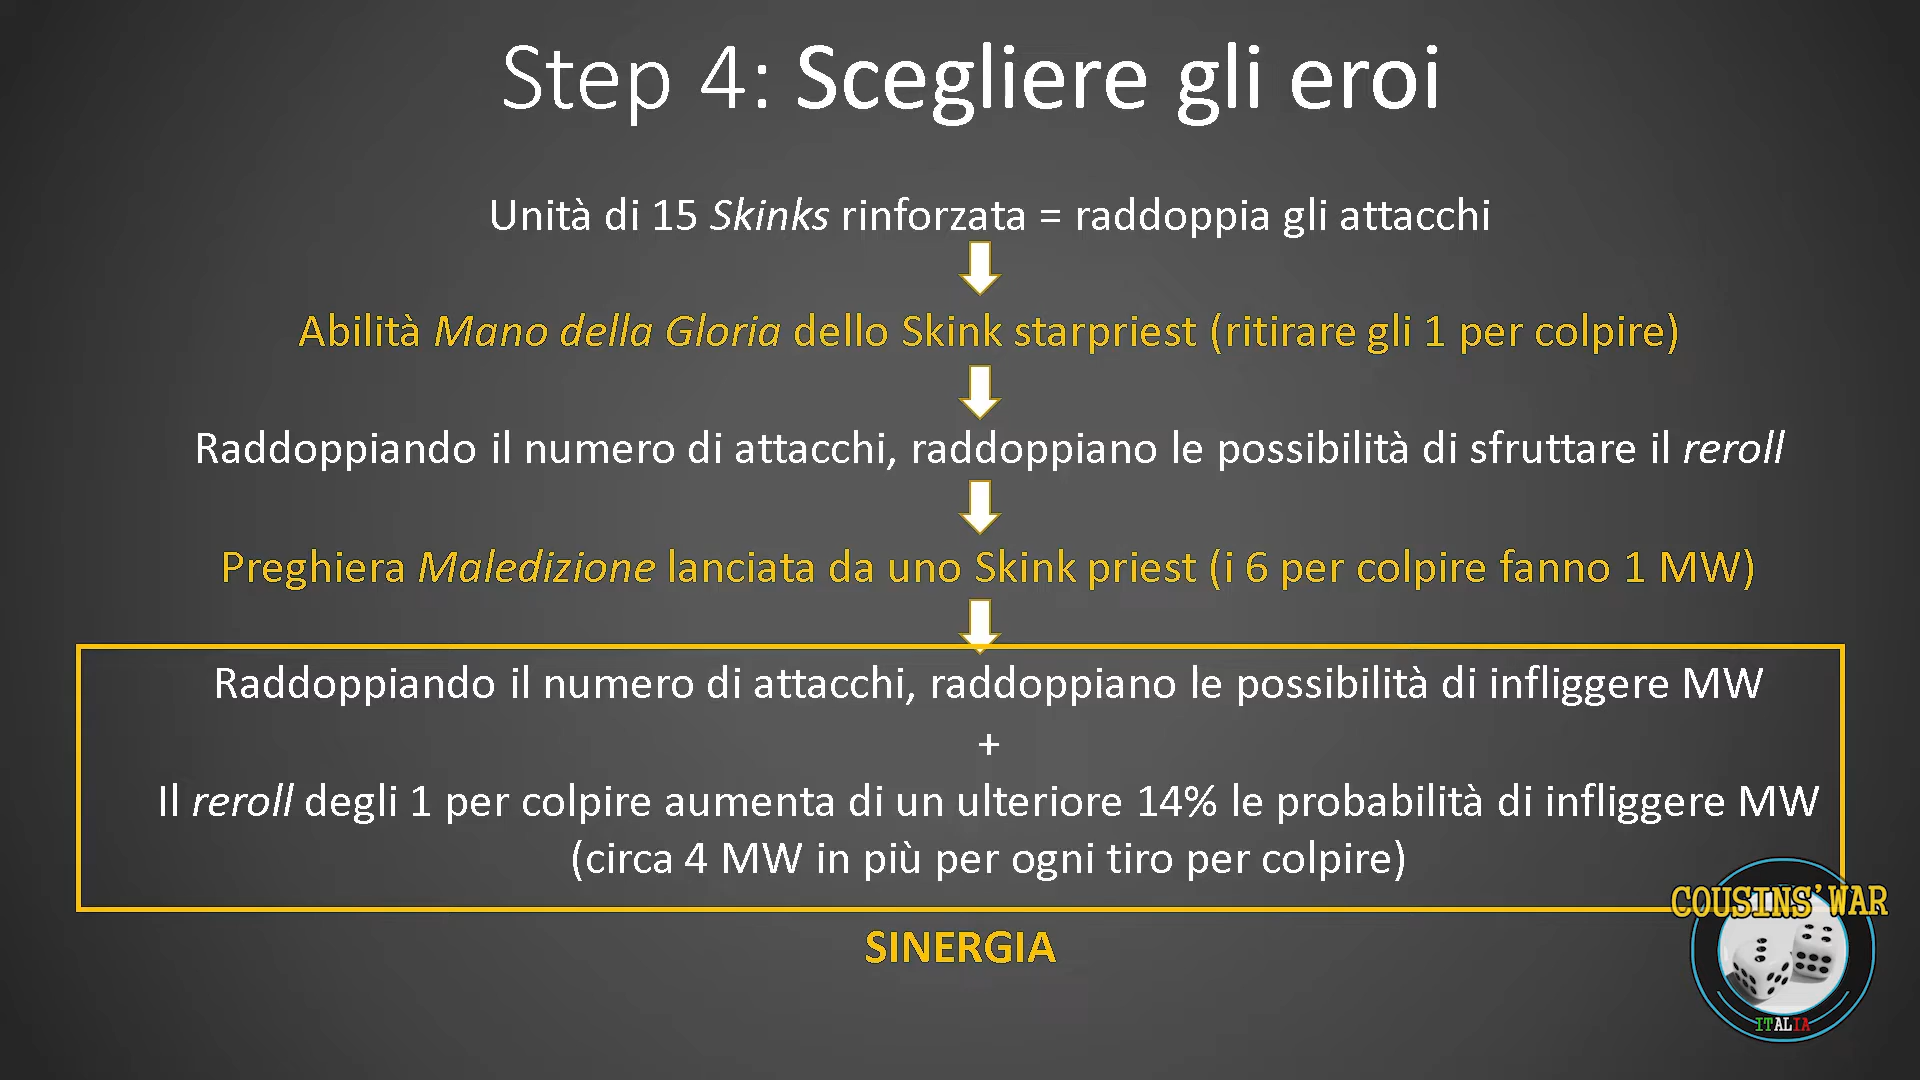 Step 4: Scegliere gli eroi
Unità di 15 Skinks rinforzata = raddoppia gli attacchi
Abilità Mano della Gloria dello Skink starpriest (ritirare gli 1 per colpire)
Raddoppiando il numero di attacchi, raddoppiano le possibilità di sfruttare il reroll
Preghiera Maledizione lanciata da uno Skink priest (i 6 per colpire fanno 1 MW)
Raddoppiando il numero di attacchi, raddoppiano le possibilità di infliggere MW
+
Il reroll degli 1 per colpire aumenta di un ulteriore 14% le probabilità di infliggere MW
(circa 4 MW in più per ogni tiro per colpire)
SINERGIA
COUSINS' WAR
ITALIA